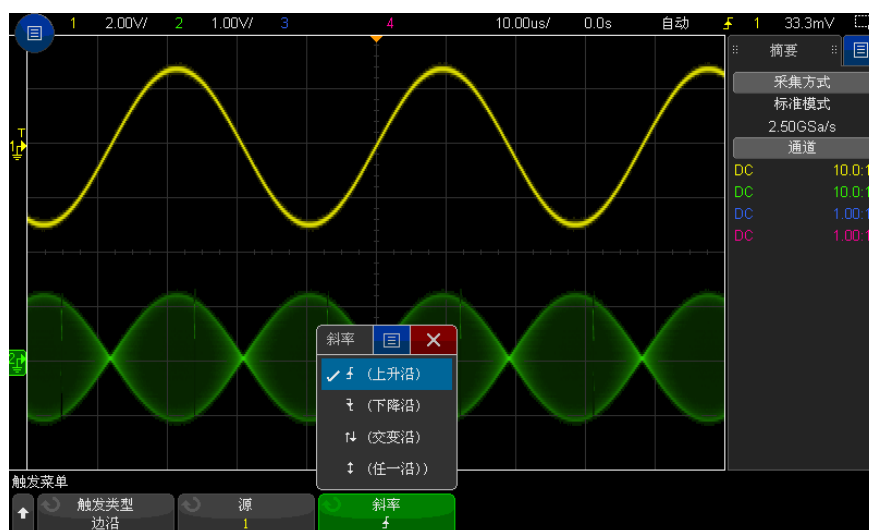 1 2.00V/ 2 1.00V/ 3 4 10.00us/ 0.0s 自动 1 33.3mV
摘要
采集方式
标准模式
2.50GSa/s
通道
DC 10.0:1
DC 10.0:1
DC 1.00:1
DC 1.00:1
T
1
2
斜率
(上升沿)
(下降沿)
(交变沿)
(任一沿))
触发菜单
触发类型
边沿
源
1
斜率